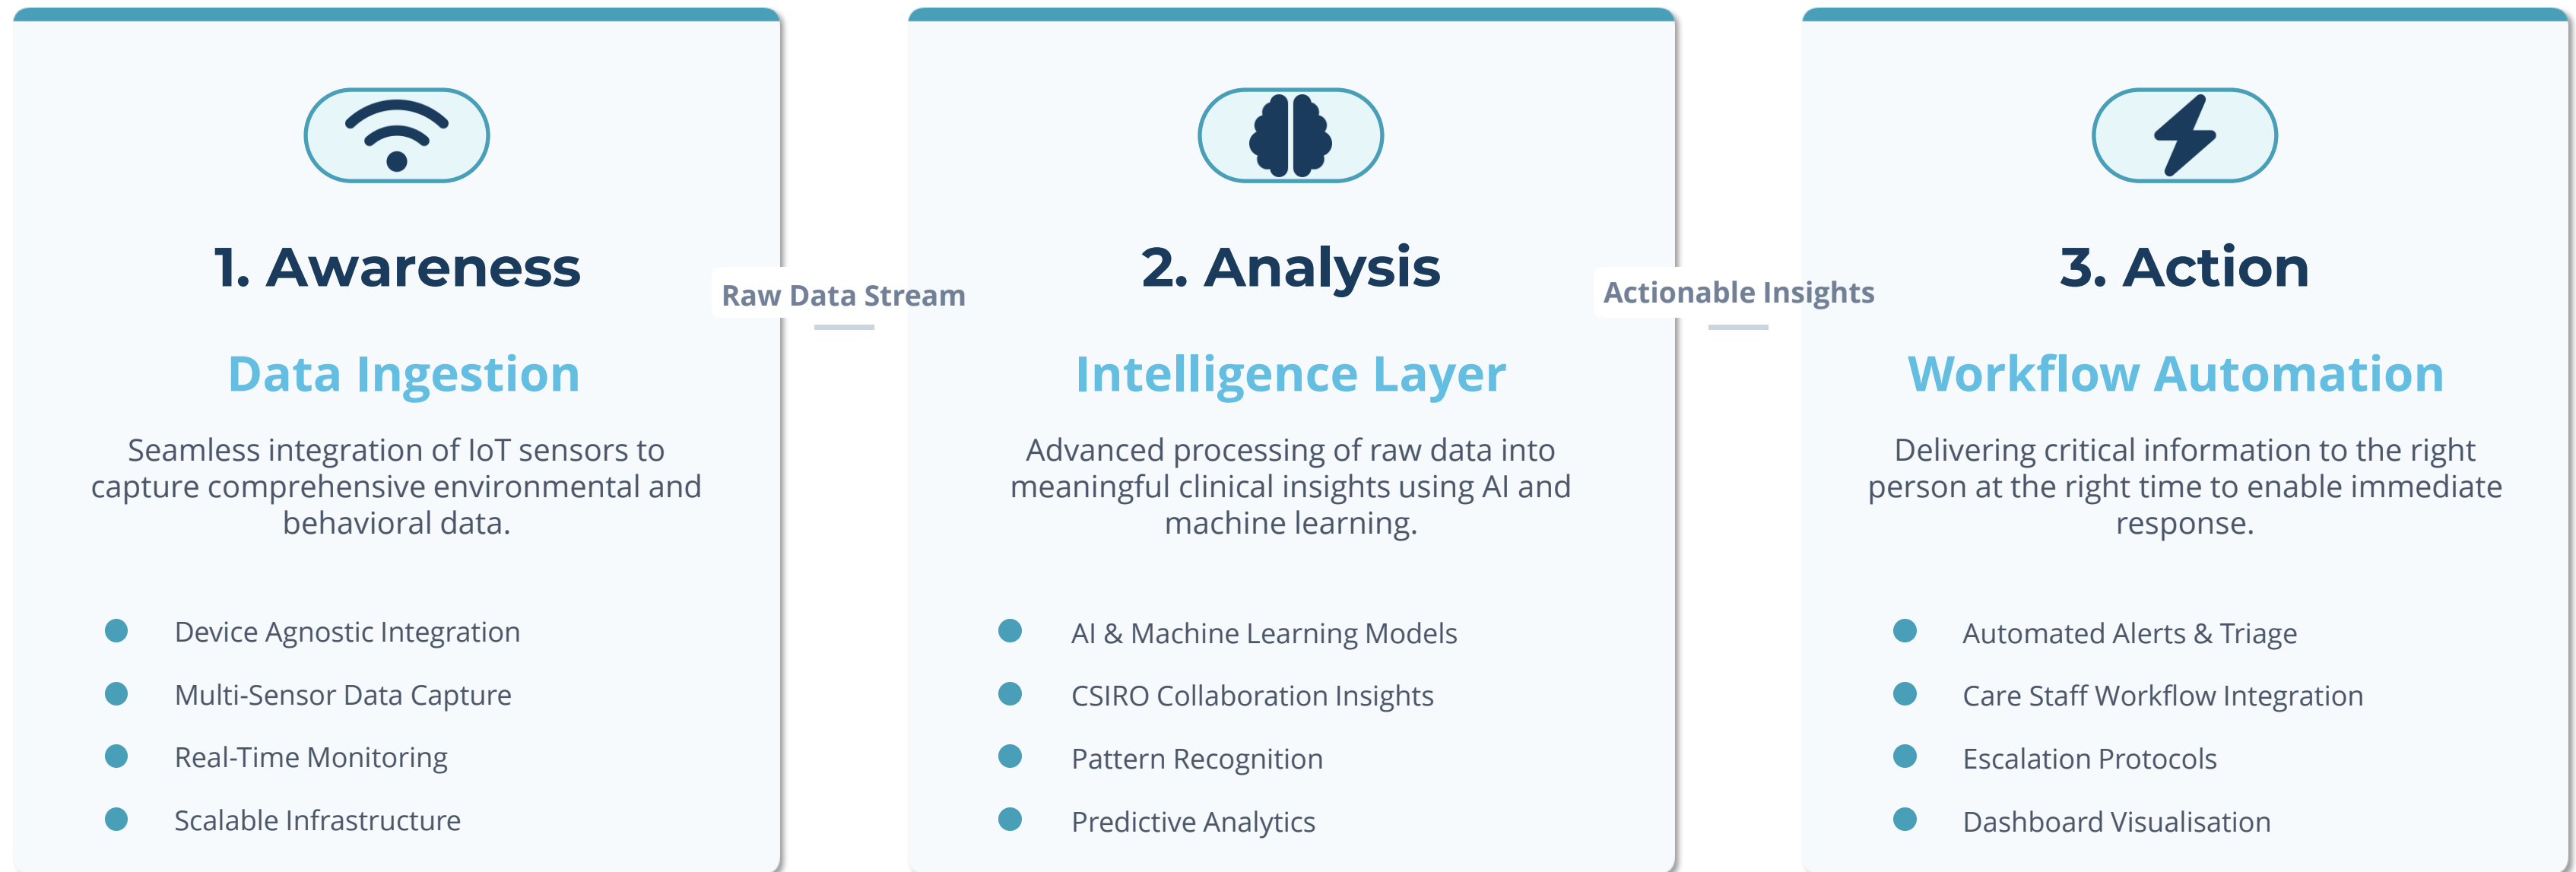 1. Awareness
Data Ingestion
Seamless integration of IoT sensors to
capture comprehensive environmental and
behavioral data.
Device Agnostic Integration
Multi-Sensor Data Capture
Real-Time Monitoring
Scalable Infrastructure
Raw Data Stream
2. Analysis
Intelligence Layer
Advanced processing of raw data into
meaningful clinical insights using AI and
machine learning.
AI & Machine Learning Models
CSIRO Collaboration Insights
Pattern Recognition
Predictive Analytics
Actionable Insights
3. Action
Workflow Automation
Delivering critical information to the right
person at the right time to enable immediate
response.
Automated Alerts & Triage
Care Staff Workflow Integration
Escalation Protocols
Dashboard Visualisation